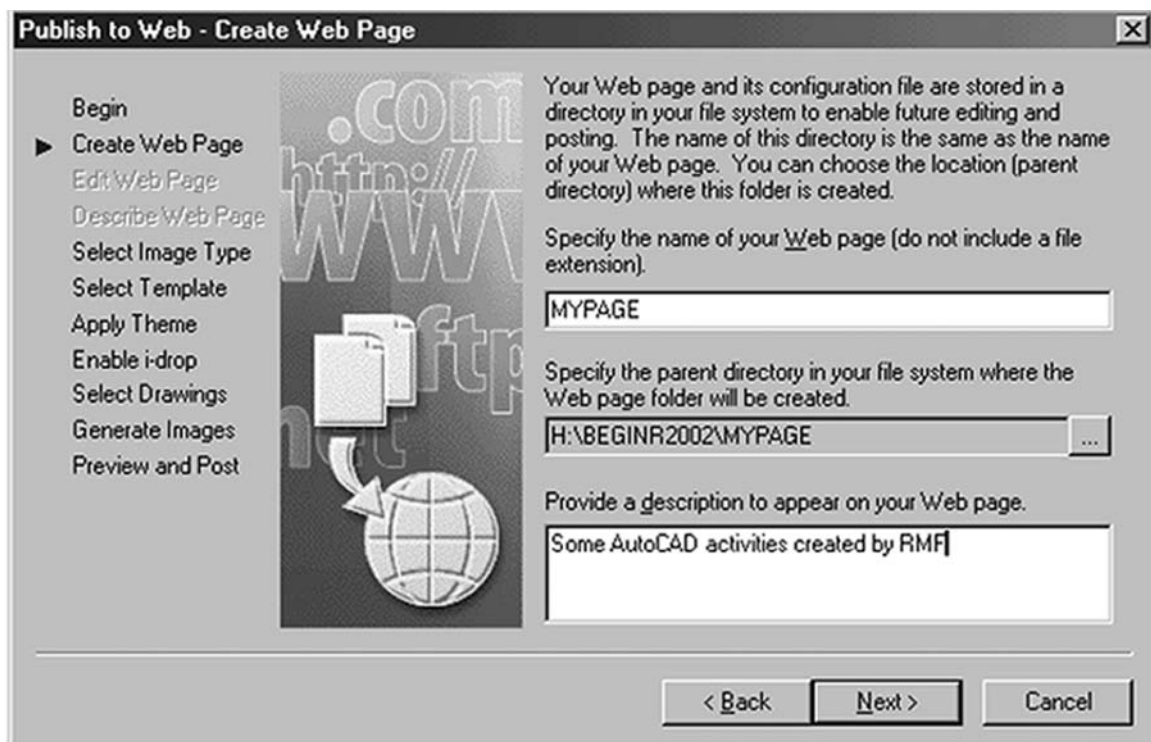 Publish to Web - Create Web Page
Begin
Create Web Page
Edit Web Page
Describe Web Page
Select Image Type
Select Template
Apply Theme
Enable i-drop
Select Drawings
Generate Images
Preview and Post
.com
http://
WWW
ftp
Your Web page and its configuration file are stored in a
directory in your file system to enable future editing and
posting. The name of this directory is the same as the name
of your Web page. You can choose the location (parent
directory) where this folder is created.
Specify the name of your Web page (do not include a file
extension).
MYPAGE
Specify the parent directory in your file system where the
Web page folder will be created.
H:\BEGINR2002\MYPAGE
...
Provide a description to appear on your Web page.
Some AutoCAD activities created by RMF
< Back
Next >
Cancel